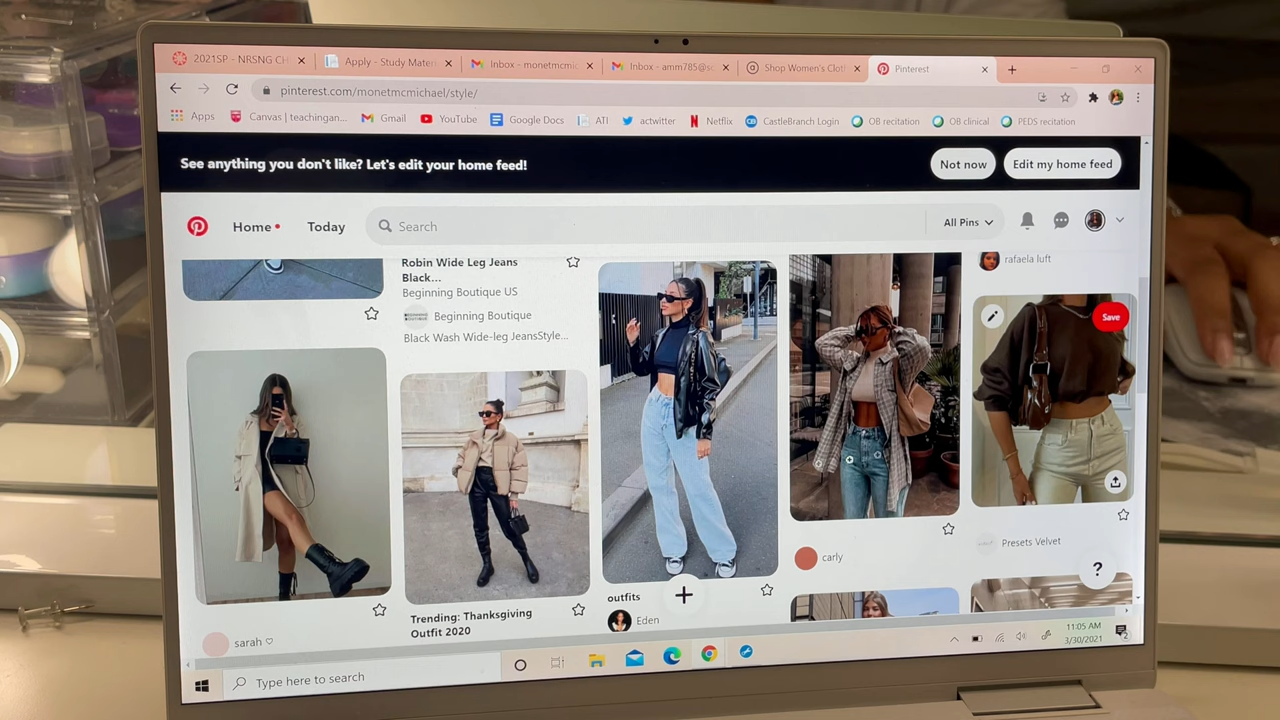 2021SP - NRSNG CH
Apply - Study Mater
Inbox - monetmcmic
Inbox - amm785@sc
Shop Women's Clot
Pinterest
pinterest.com/monetmcmichael/style/
Apps
Canvas | teachingan...
Gmail
YouTube
Google Docs
ATI
actwitter
Netflix
CastleBranch Login
OB recitation
OB clinical
PEDS recitation
See anything you don't like? Let's edit your home feed!
Not now
Edit my home feed
Home
Today
Search
All Pins
Robin Wide Leg Jeans
Black...
Beginning Boutique US
Beginning Boutique
Black Wash Wide-leg JeansStyle...
rafaela luft
Save
carly
Presets Velvet
?
outfits
Eden
Trending: Thanksgiving
Outfit 2020
sarah ♡
11:05 AM
3/30/2021
2
Type here to search